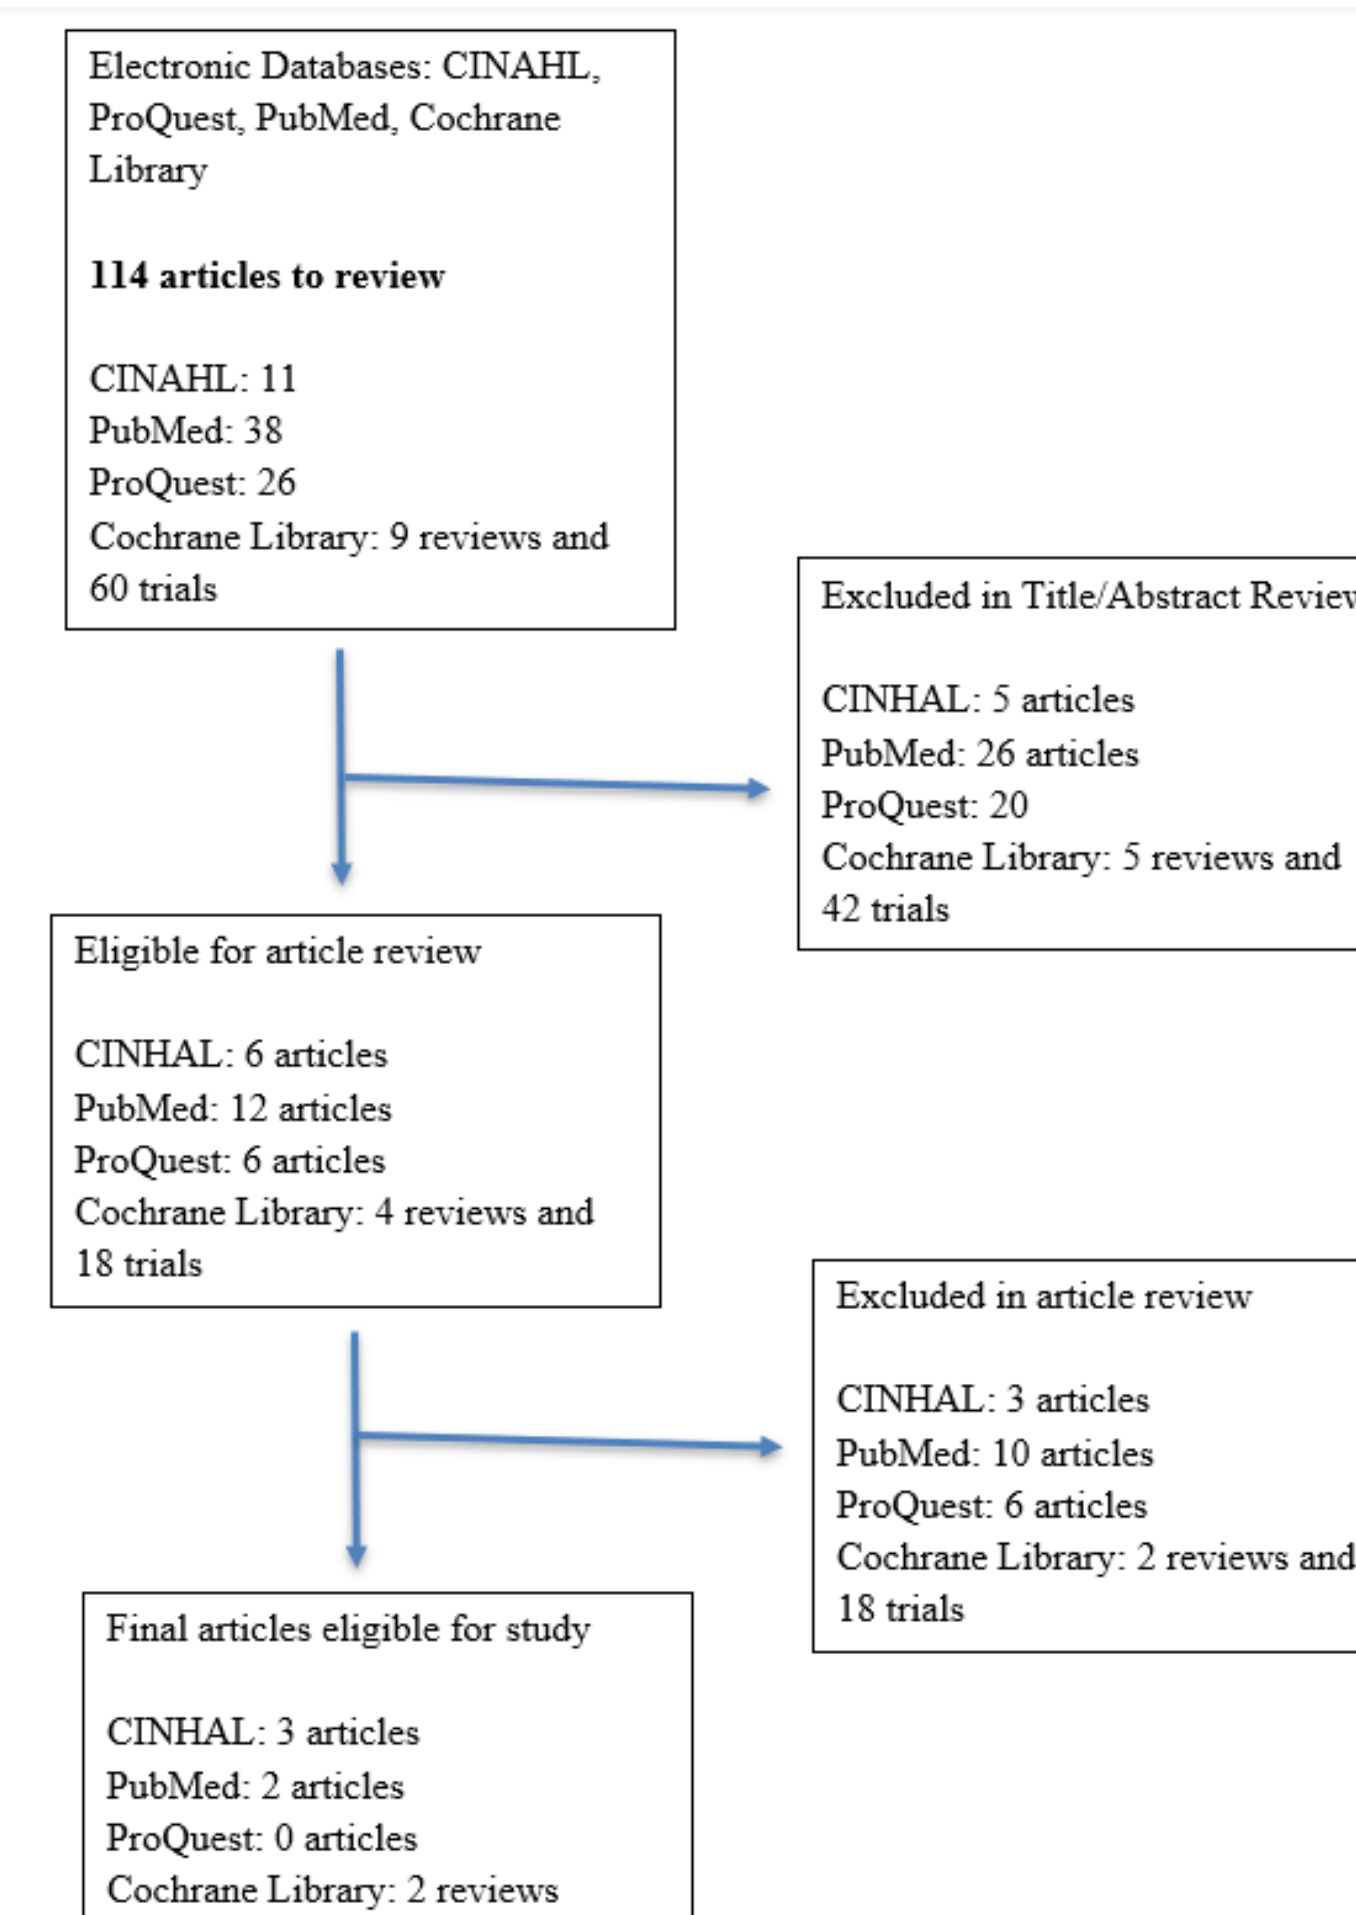 Electronic Databases: CINAHL,
ProQuest, PubMed, Cochrane
Library
114 articles to review
CINAHL: 11
PubMed: 38
ProQuest: 26
Cochrane Library: 9 reviews and
60 trials
Excluded in Title/Abstract Review
CINHAL: 5 articles
PubMed: 26 articles
ProQuest: 20
Cochrane Library: 5 reviews and
42 trials
Eligible for article review
CINHAL: 6 articles
PubMed: 12 articles
ProQuest: 6 articles
Cochrane Library: 4 reviews and
18 trials
Excluded in article review
CINHAL: 3 articles
PubMed: 10 articles
ProQuest: 6 articles
Cochrane Library: 2 reviews and
18 trials
Final articles eligible for study
CINHAL: 3 articles
PubMed: 2 articles
ProQuest: 0 articles
Cochrane Library: 2 reviews